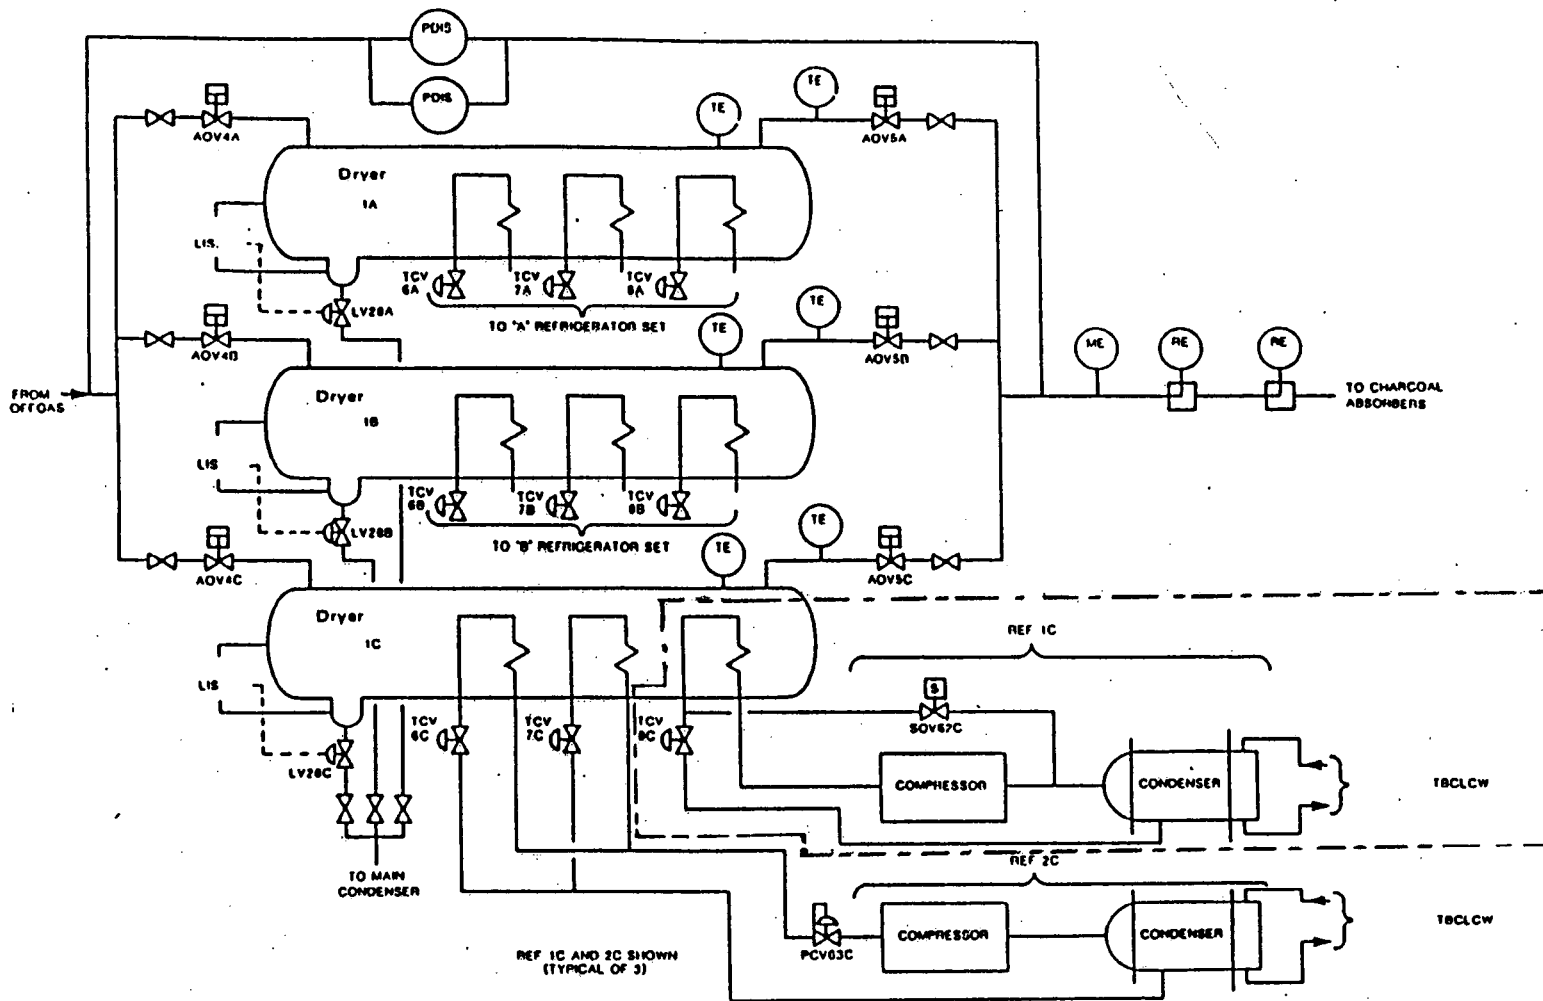 PDIS
PDIS
TE
TE
AOV4A
AOV5A
Dryer
1A
LIS
TCV
6A
TCV
7A
TCV
8A
LV28A
TO "A" REFRIGERATOR SET
TE
TE
AOV4B
AOV5B
ME
RE
RE
FROM
OFFGAS
TO CHARCOAL
ABSORBERS
Dryer
1B
LIS
TCV
6B
TCV
7B
TCV
8B
LV28B
TO "B" REFRIGERATOR SET
TE
TE
AOV4C
AOV5C
Dryer
1C
REF 1C
LIS
S
TCV
6C
TCV
7C
TCV
8C
SOV67C
LV28C
COMPRESSOR
CONDENSER
TBCLCW
TO MAIN
CONDENSER
REF 2C
COMPRESSOR
CONDENSER
TBCLCW
PCV63C
REF 1C AND 2C SHOWN
(TYPICAL OF 3)